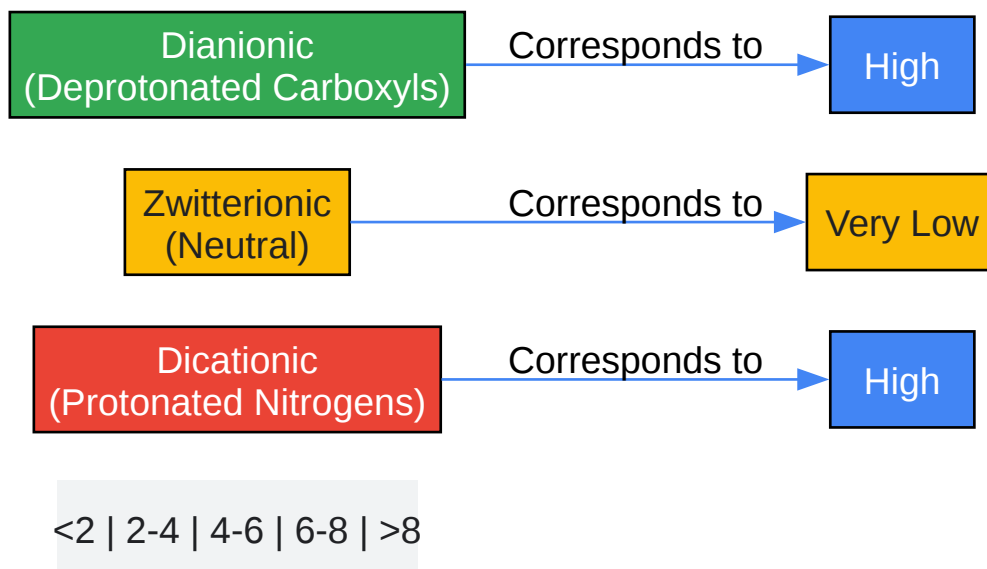 Dianionic
(Deprotonated Carboxyls)
Corresponds to
High
Zwitterionic
(Neutral)
Corresponds to
Very Low
Dicationic
(Protonated Nitrogens)
Corresponds to
High
<2 | 2-4 | 4-6 | 6-8 | >8